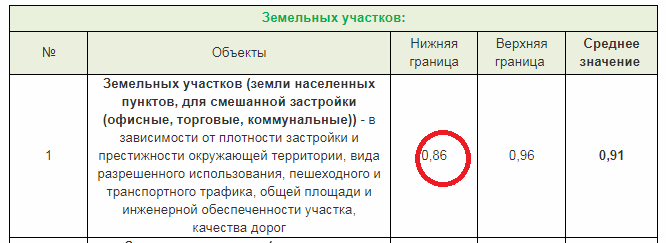 Земельных участков:
№
Объекты
Нижняя
граница
Верхняя
граница
Среднее
значение
1
Земельных участков (земли населенных
пунктов, для смешанной застройки
(офисные, торговые, коммунальные)) - в
зависимости от плотности застройки и
престижности окружающей территории, вида
разрешенного использования, пешеходного и
транспортного трафика, общей площади и
инженерной обеспеченности участка,
качества дорог
0,86
0,96
0,91